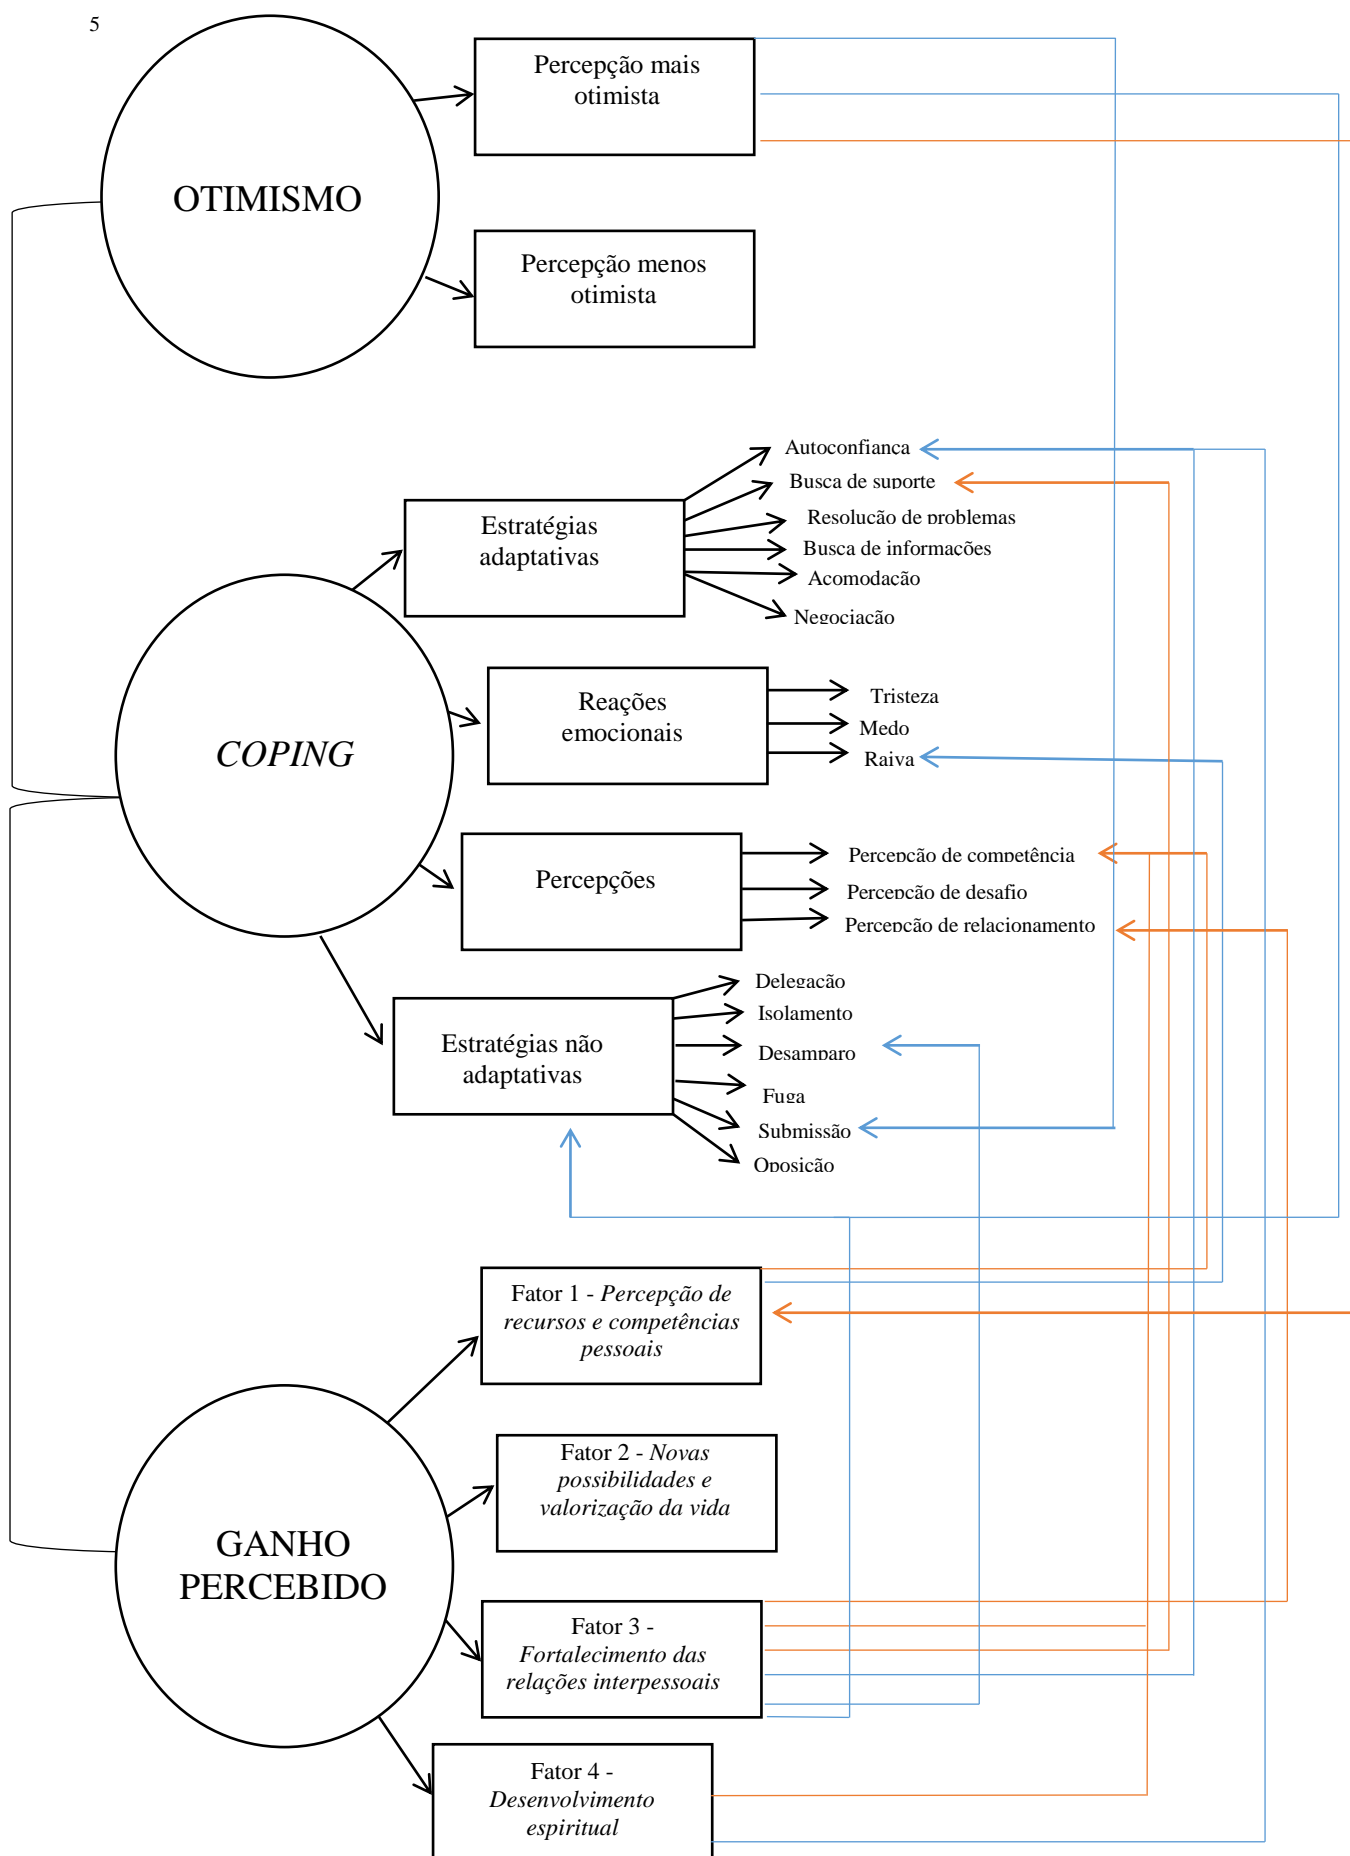 5
Percepção mais
otimista
OTIMISMO
Percepção menos
otimista
Autoconfiança
Busca de suporte
Resolução de problemas
Busca de informações
Acomodação
Negociação
Estratégias
adaptativas
COPING
Reações
emocionais
Tristeza
Medo
Raiva
Percepções
Percepção de competência
Percepção de desafio
Percepção de relacionamento
Estratégias não
adaptativas
Delegação
Isolamento
Desamparo
Fuga
Submissão
Oposição
Fator 1 - Percepção de
recursos e competências
pessoais
Fator 2 - Novas
possibilidades e
valorização da vida
GANHO
PERCEBIDO
Fator 3 -
Fortalecimento das
relações interpessoais
Fator 4 -
Desenvolvimento
espiritual